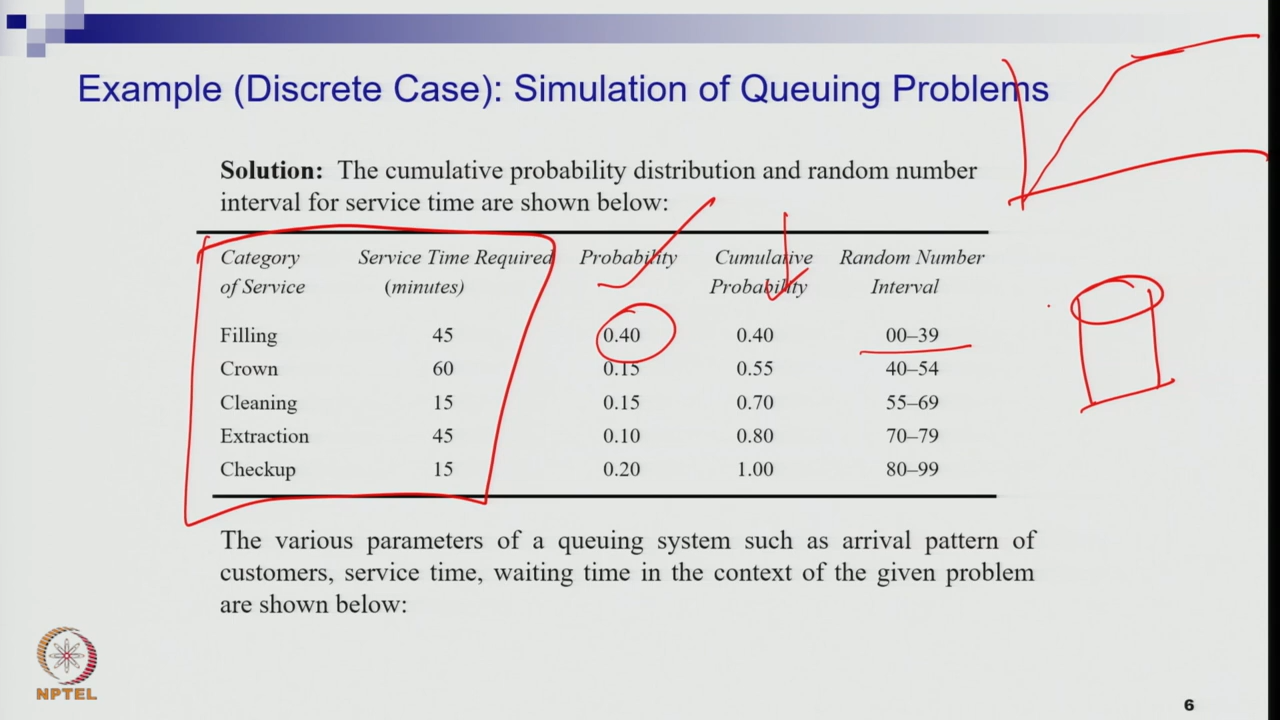 Example (Discrete Case): Simulation of Queuing Problems
Solution: The cumulative probability distribution and random number
interval for service time are shown below:
Category Service Time Required Probability Cumulative Random Number
of Service (minutes) Probability Interval
Filling 45 0.40 0.40 00–39
Crown 60 0.15 0.55 40–54
Cleaning 15 0.15 0.70 55–69
Extraction 45 0.10 0.80 70–79
Checkup 15 0.20 1.00 80–99
The various parameters of a queuing system such as arrival pattern of
customers, service time, waiting time in the context of the given problem
are shown below:
NPTEL
6